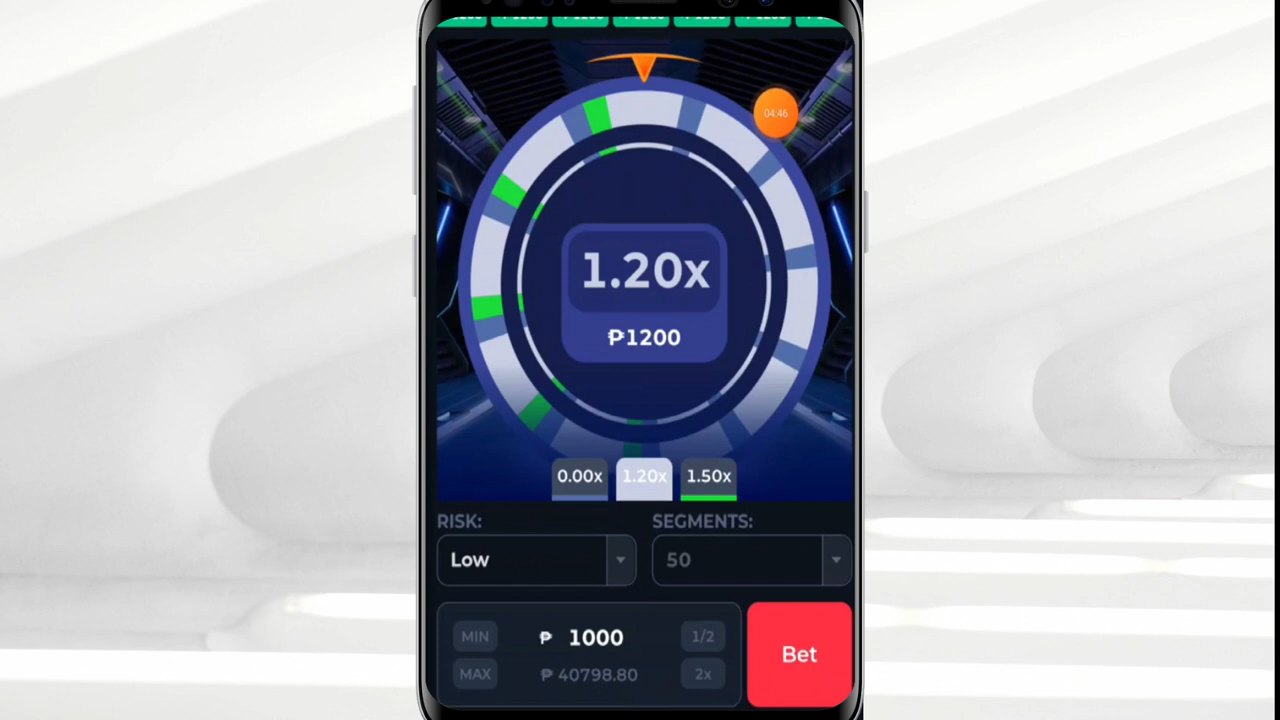 04:46
1.20x
₱1200
0.00x 1.20x 1.50x
RISK: SEGMENTS:
Low 50
MIN ₱ 1000 1/2
MAX ₱ 40798.80 2x
Bet